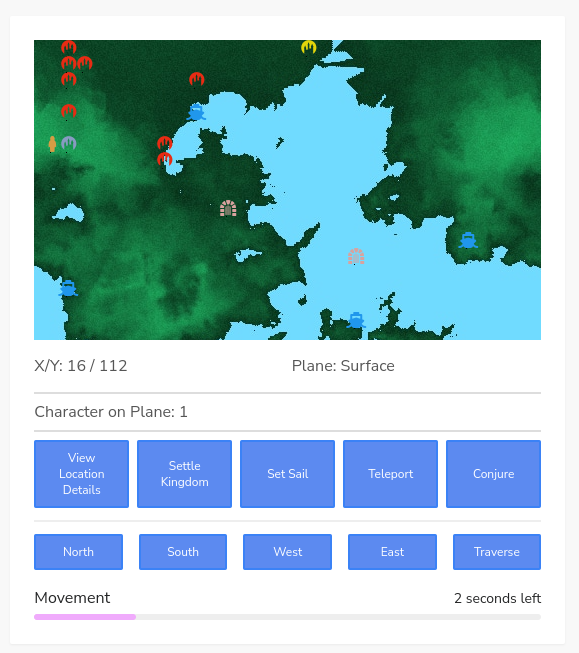 X/Y: 16 / 112
Plane: Surface
Character on Plane: 1
View
Location
Details
Settle
Kingdom
Set Sail
Teleport
Conjure
North
South
West
East
Traverse
Movement
2 seconds left